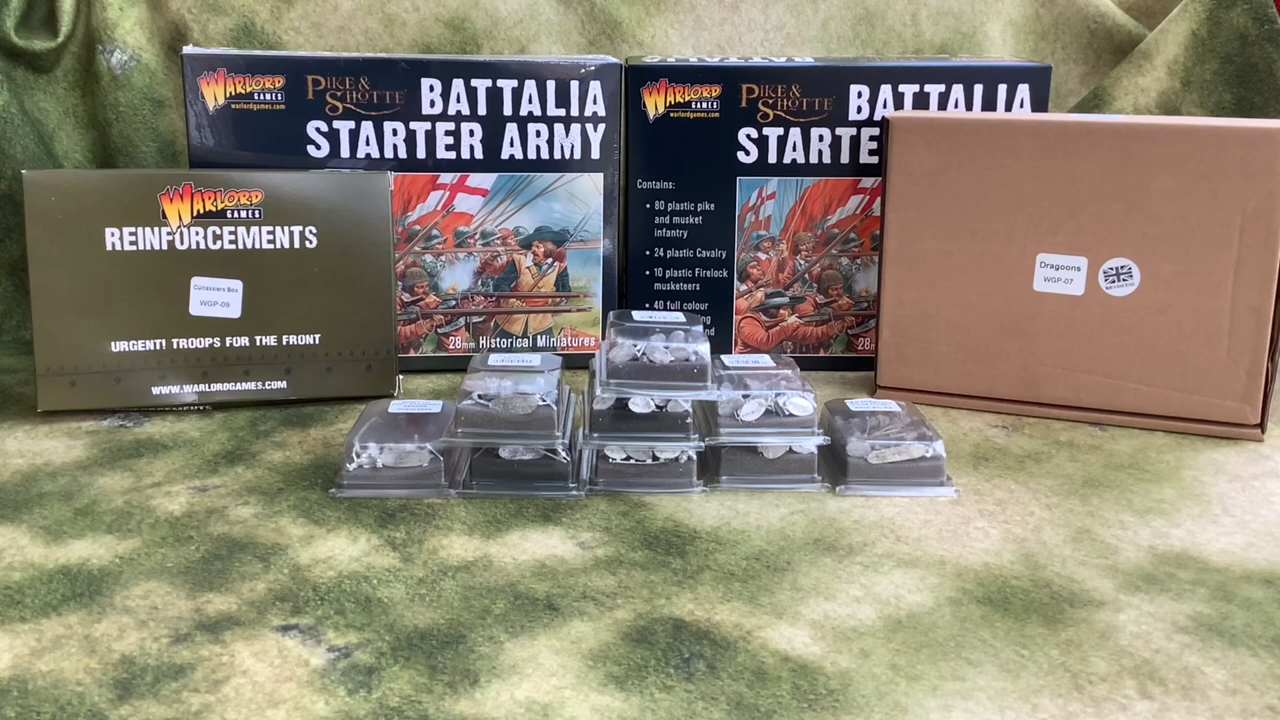 WARLORD
GAMES
warlordgames.com
PIKE &
SHOTTE
BATTALIA
STARTER ARMY
28mm Historical Miniatures
BATTALIA
WARLORD
GAMES
warlordgames.com
PIKE &
SHOTTE
BATTALIA
STARTE
Contains:
• 80 plastic pike
and musket
infantry
• 24 plastic Cavalry
• 10 plastic Firelock
musketeers
• 40 full colour
28m
WARLORD
GAMES
REINFORCEMENTS
Cuirassiers Box
WGP-09
URGENT! TROOPS FOR THE FRONT
WWW.WARLORDGAMES.COM
Dragoons
WGP-07